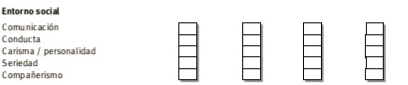 Entorno social
Comunicación
Conducta
Carisma / personalidad
Seriedad
Compañerismo